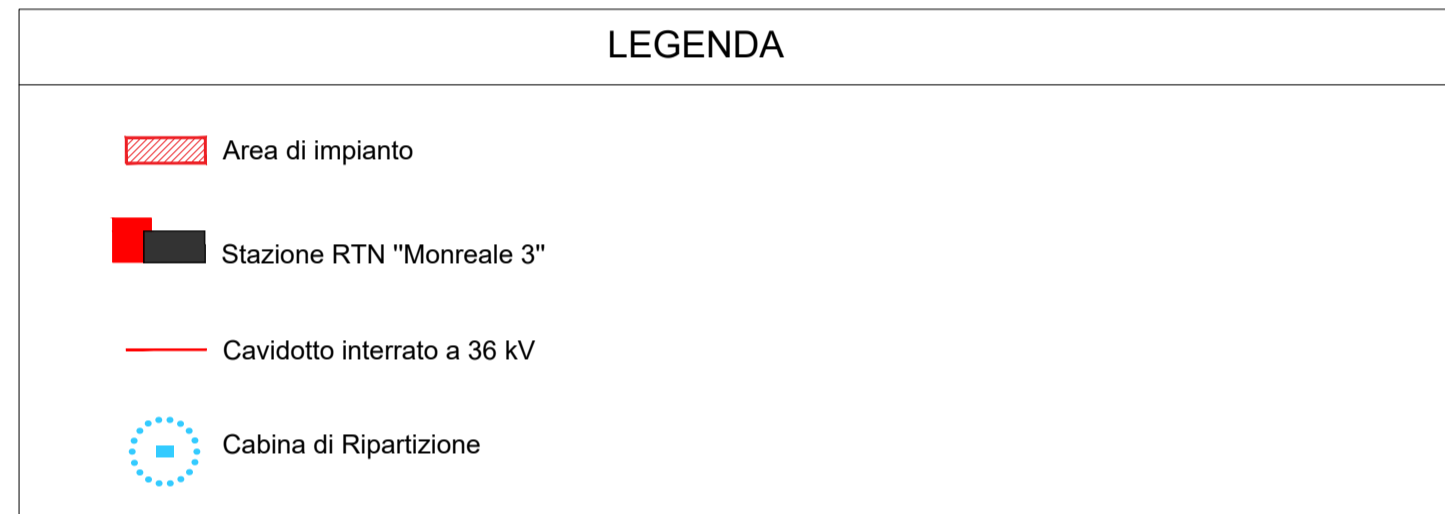 LEGENDA
Area di impianto
Stazione RTN "Monreale 3"
Cavidotto interrato a 36 kV
Cabina di Ripartizione